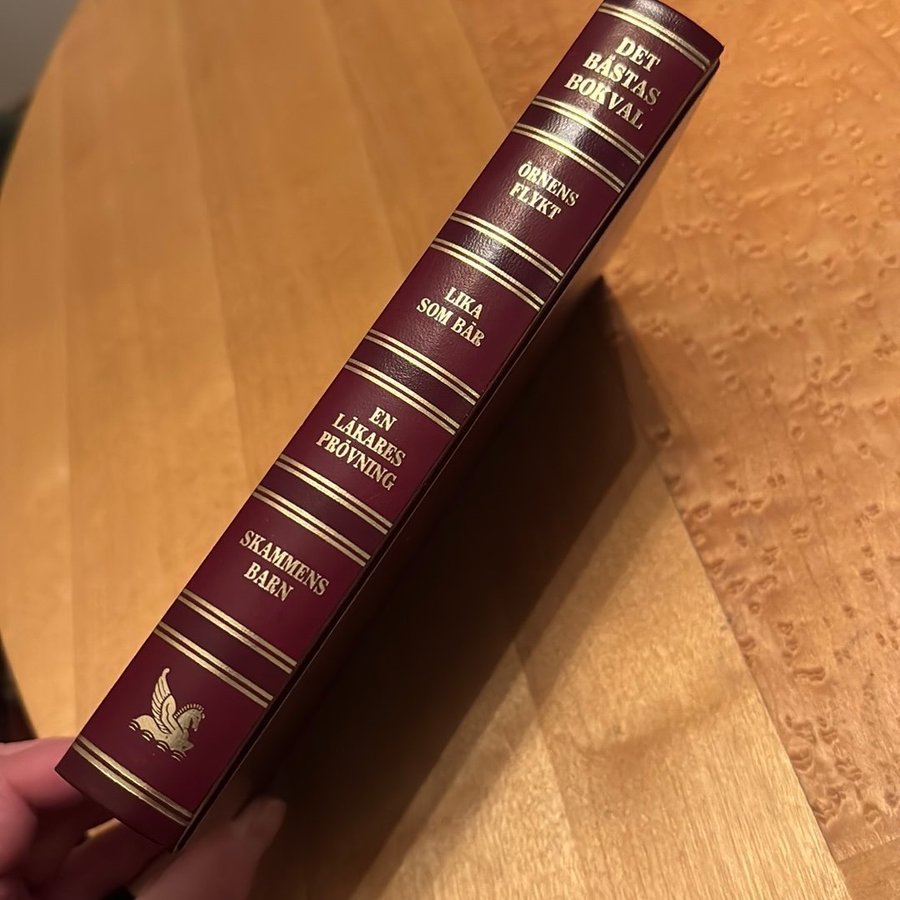 DET
BÄSTAS
BOKVAL
ÖRNENS
FLYKT
LIKA
SOM BÄR
EN
LÄKARES
PRÖVNING
SKAMMENS
BARN